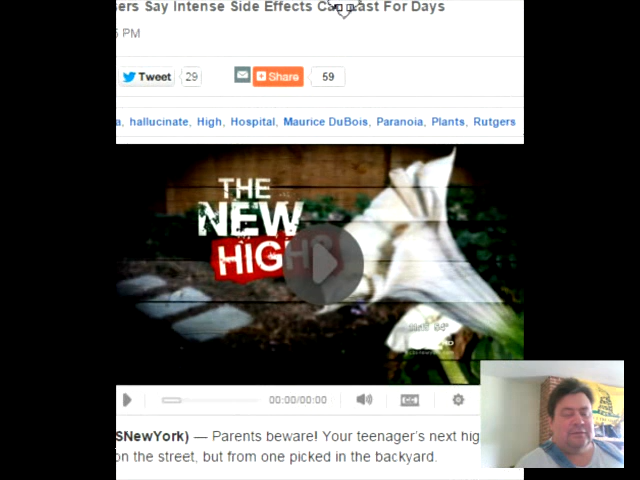 Say Intense Side Effects Can Last For Days
PM
Tweet 29 Share 59
hallucinate, High, Hospital, Maurice DuBois, Paranoia, Plants, Rutgers
THE
NEW
HIGH?
00:00/00:00
SNewYork) — Parents beware! Your teenager's next hig
on the street, but from one picked in the backyard.